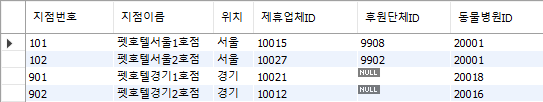 지점번호 지점이름 위치 제휴업체ID 후원단체ID 동물병원ID
101 펫호텔서울1호점 서울 10015 9908 20001
102 펫호텔서울2호점 서울 10027 9902 20001
901 펫호텔경기1호점 경기 10021 NULL 20018
902 펫호텔경기2호점 경기 10012 NULL 20016